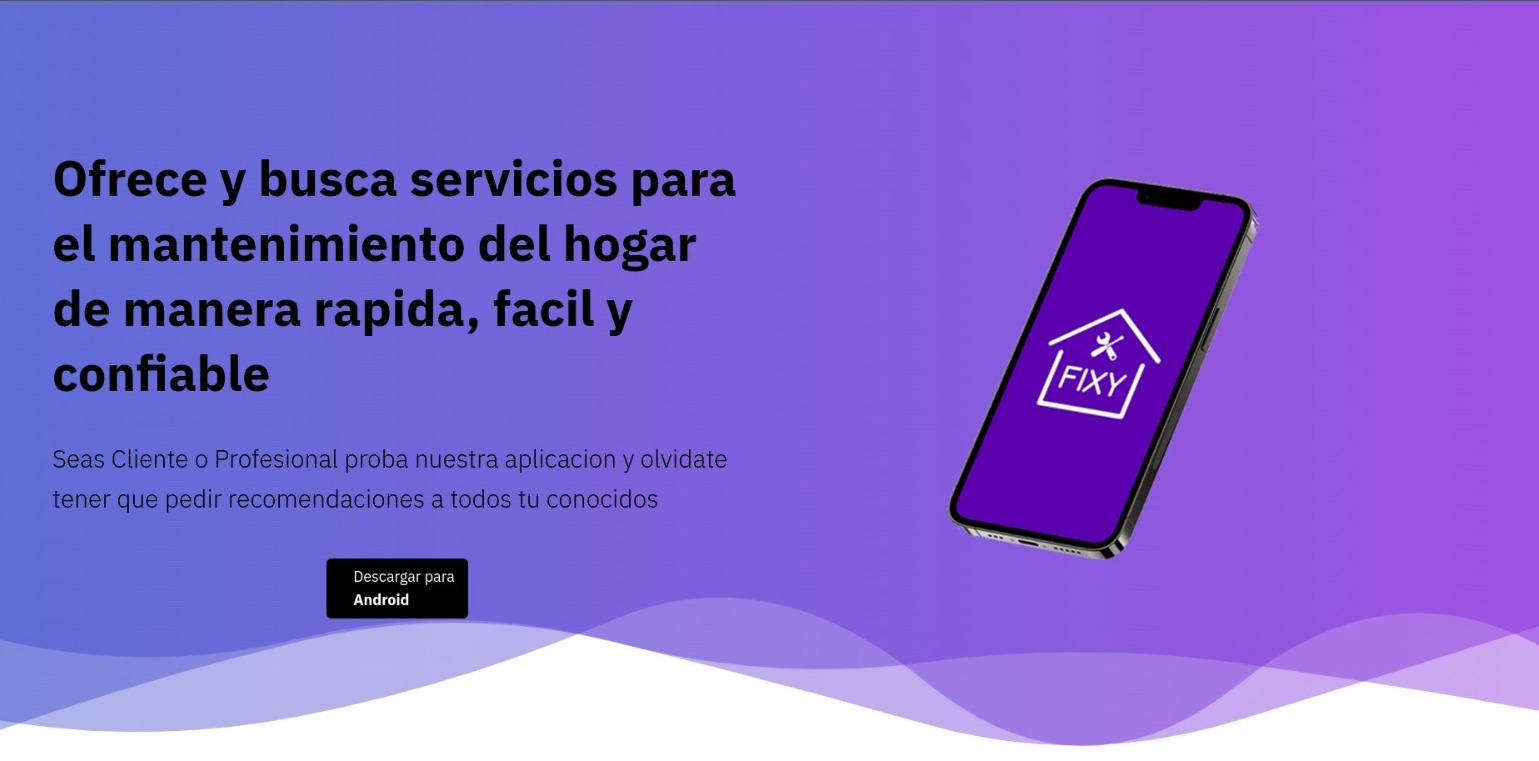 Ofrece y busca servicios para
el mantenimiento del hogar
de manera rapida, facil y
confiable
Seas Cliente o Profesional proba nuestra aplicacion y olvidate
tener que pedir recomendaciones a todos tu conocidos
Descargar para
Android
FIXY